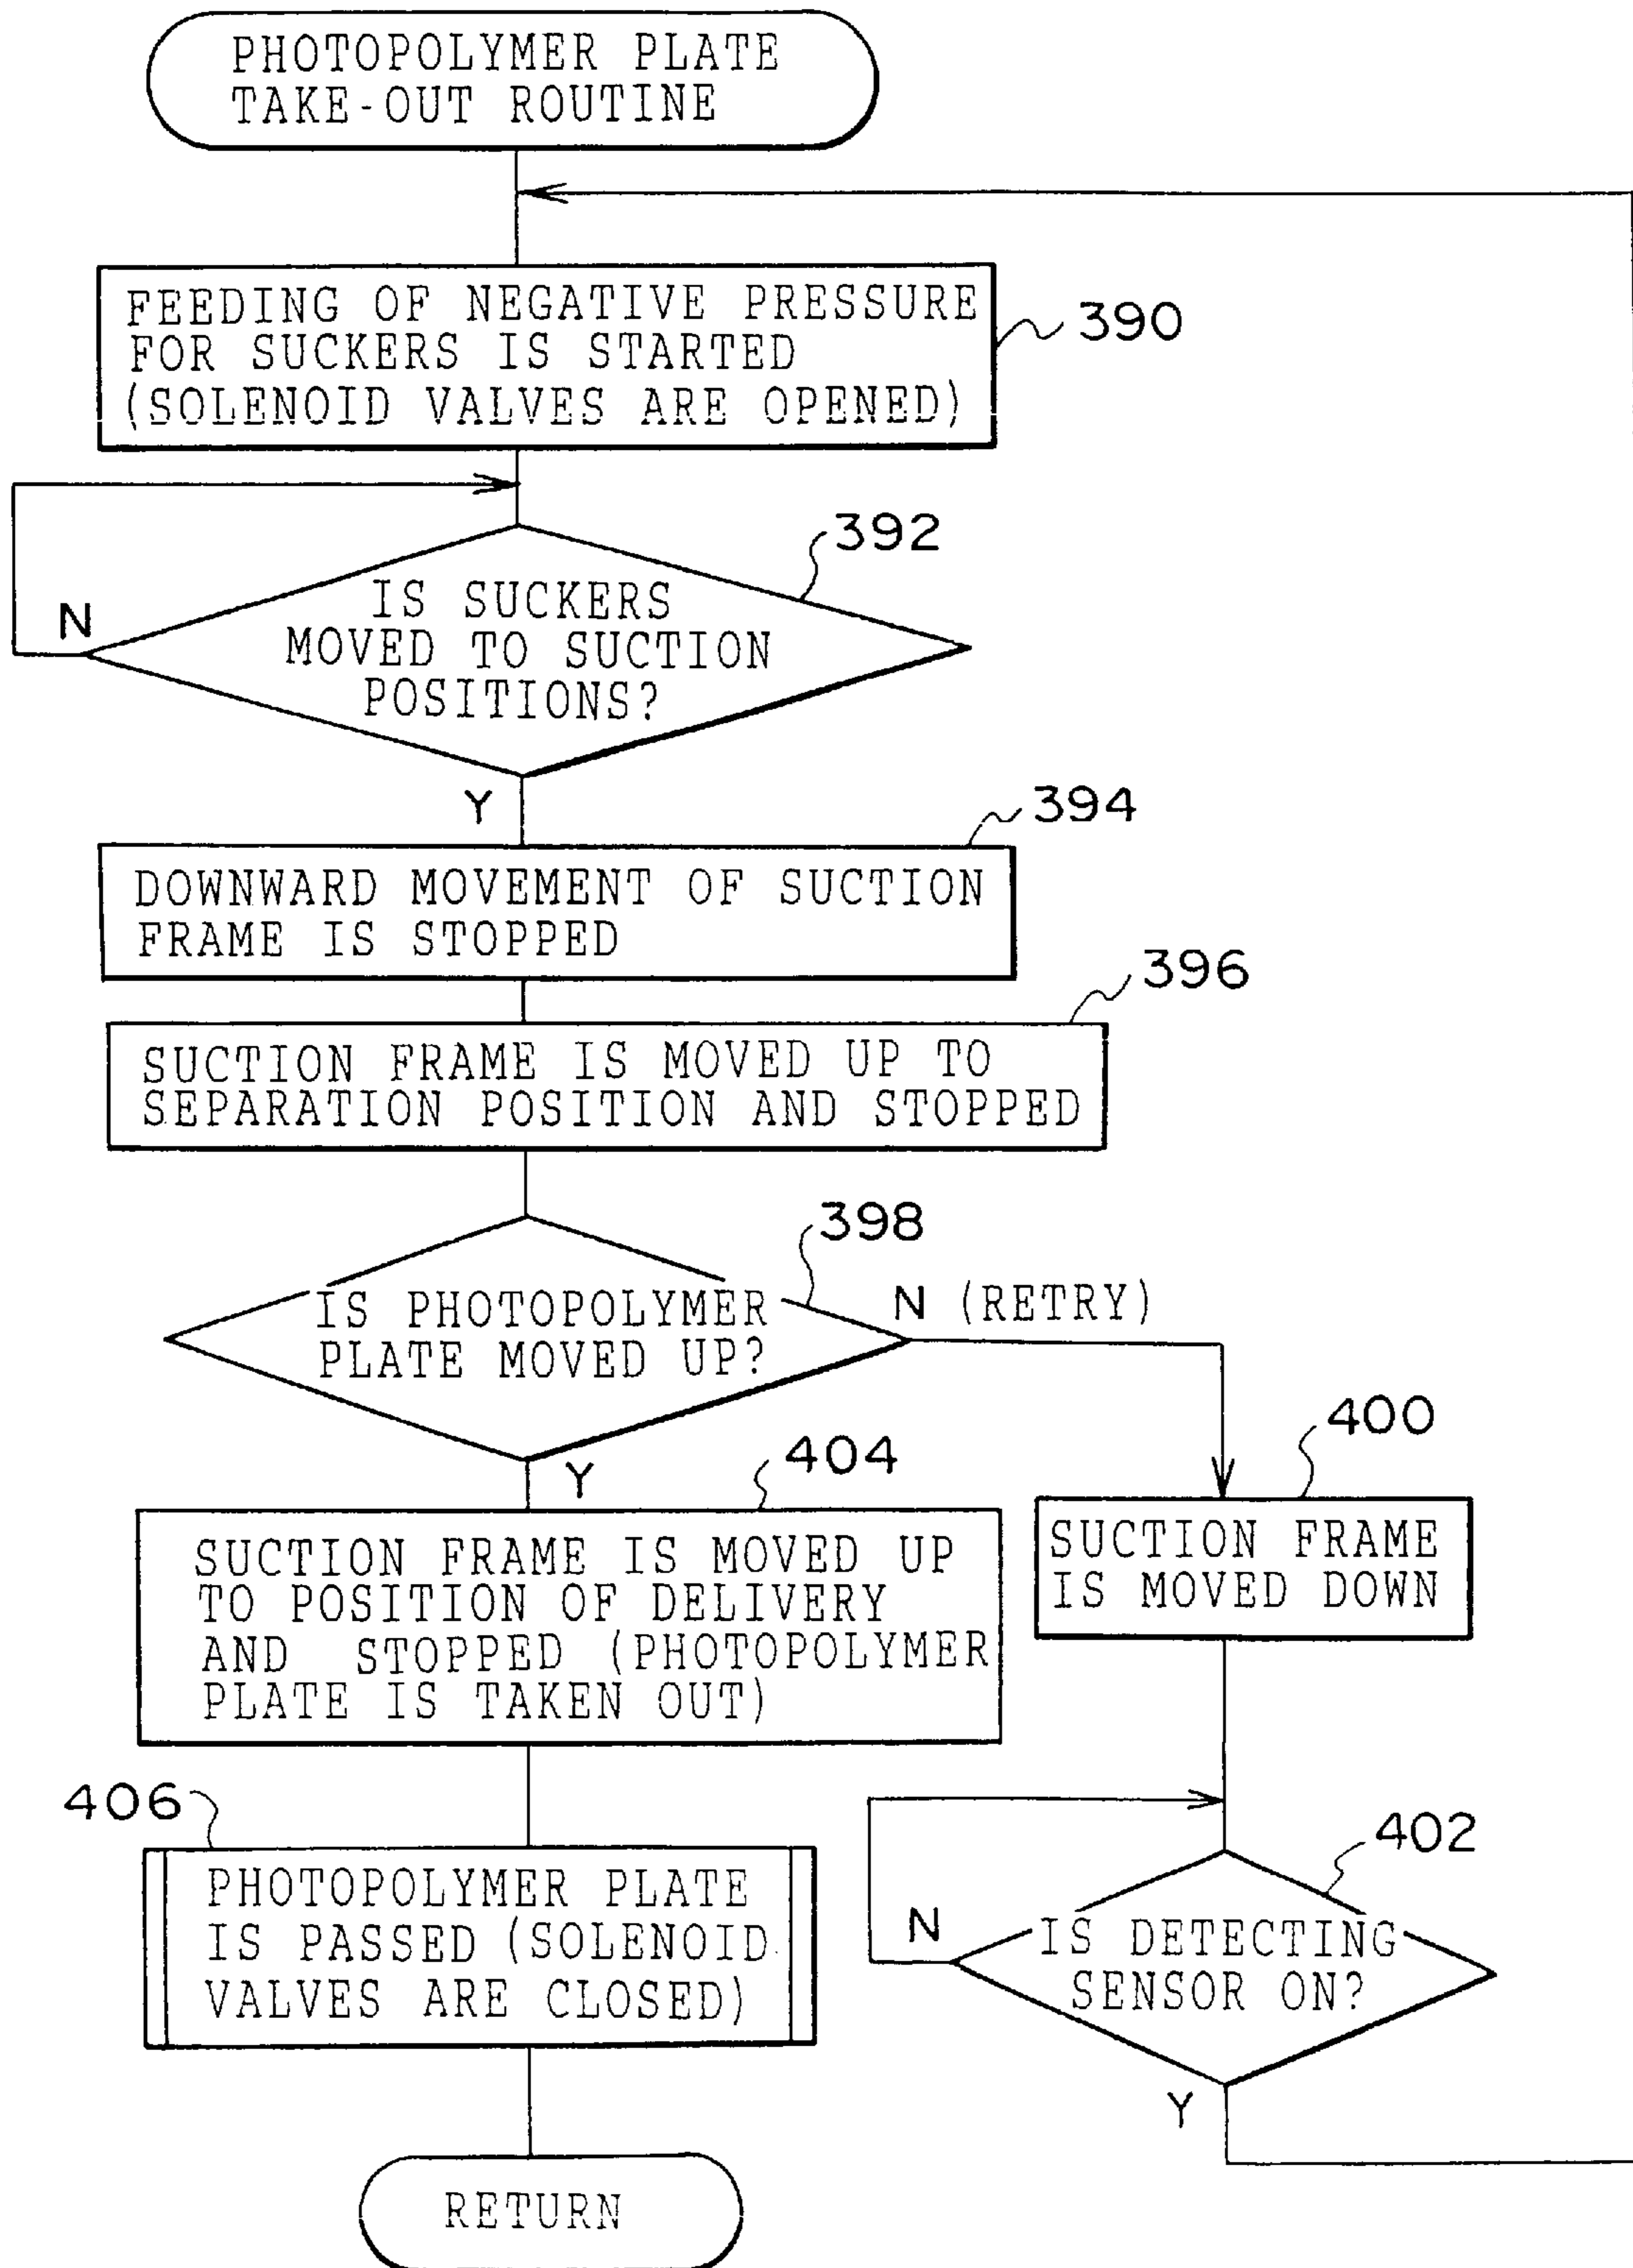 PHOTOPOLYMER PLATE
TAKE-OUT ROUTINE
FEEDING OF NEGATIVE PRESSURE
FOR SUCKERS IS STARTED
(SOLENOID VALVES ARE OPENED)
390
392
IS SUCKERS
MOVED TO SUCTION
POSITIONS?
N
Y
394
DOWNWARD MOVEMENT OF SUCTION
FRAME IS STOPPED
396
SUCTION FRAME IS MOVED UP TO
SEPARATION POSITION AND STOPPED
398
IS PHOTOPOLYMER
PLATE MOVED UP?
N (RETRY)
Y
404
SUCTION FRAME IS MOVED UP
TO POSITION OF DELIVERY
AND STOPPED (PHOTOPOLYMER
PLATE IS TAKEN OUT)
400
SUCTION FRAME
IS MOVED DOWN
406
PHOTOPOLYMER PLATE
IS PASSED (SOLENOID
VALVES ARE CLOSED)
402
N
IS DETECTING
SENSOR ON?
Y
RETURN